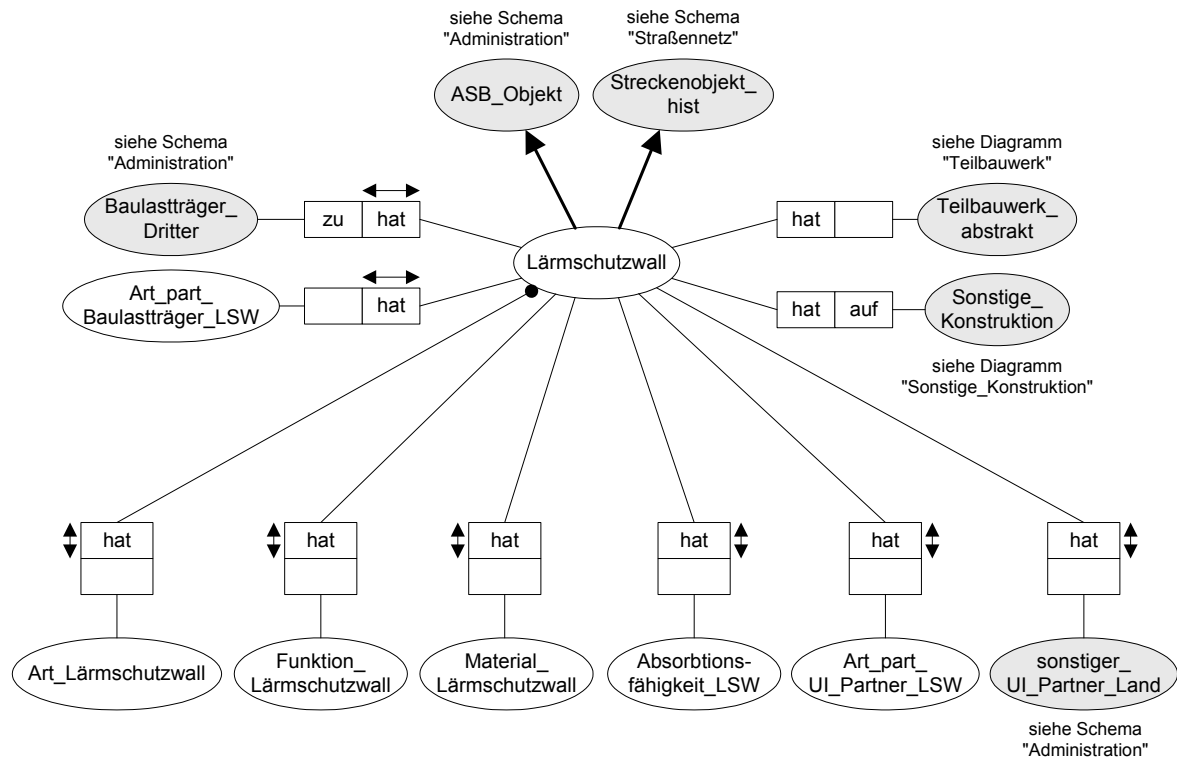 siehe Schema
"Administration"
siehe Schema
"Straßennetz"
ASB_Objekt
Streckenobjekt_
hist
siehe Schema
"Administration"
siehe Diagramm
"Teilbauwerk"
Baulastträger_
Dritter
zu
hat
hat
Teilbauwerk_
abstrakt
Lärmschutzwall
Art_part_
Baulastträger_LSW
hat
hat
auf
Sonstige_
Konstruktion
siehe Diagramm
"Sonstige_Konstruktion"
hat
hat
hat
hat
hat
hat
Art_Lärmschutzwall
Funktion_
Lärmschutzwall
Material_
Lärmschutzwall
Absorbtions-
fähigkeit_LSW
Art_part_
UI_Partner_LSW
sonstiger_
UI_Partner_Land
siehe Schema
"Administration"